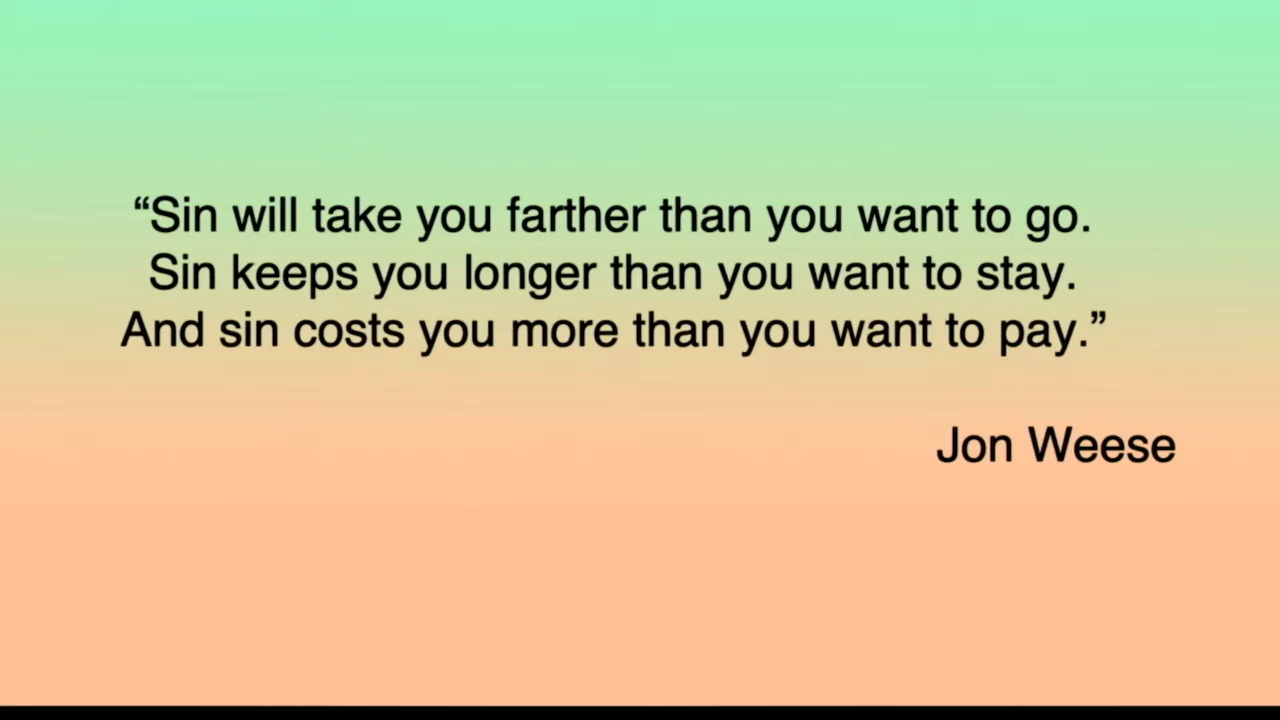 “Sin will take you farther than you want to go.
Sin keeps you longer than you want to stay.
And sin costs you more than you want to pay.”
Jon Weese